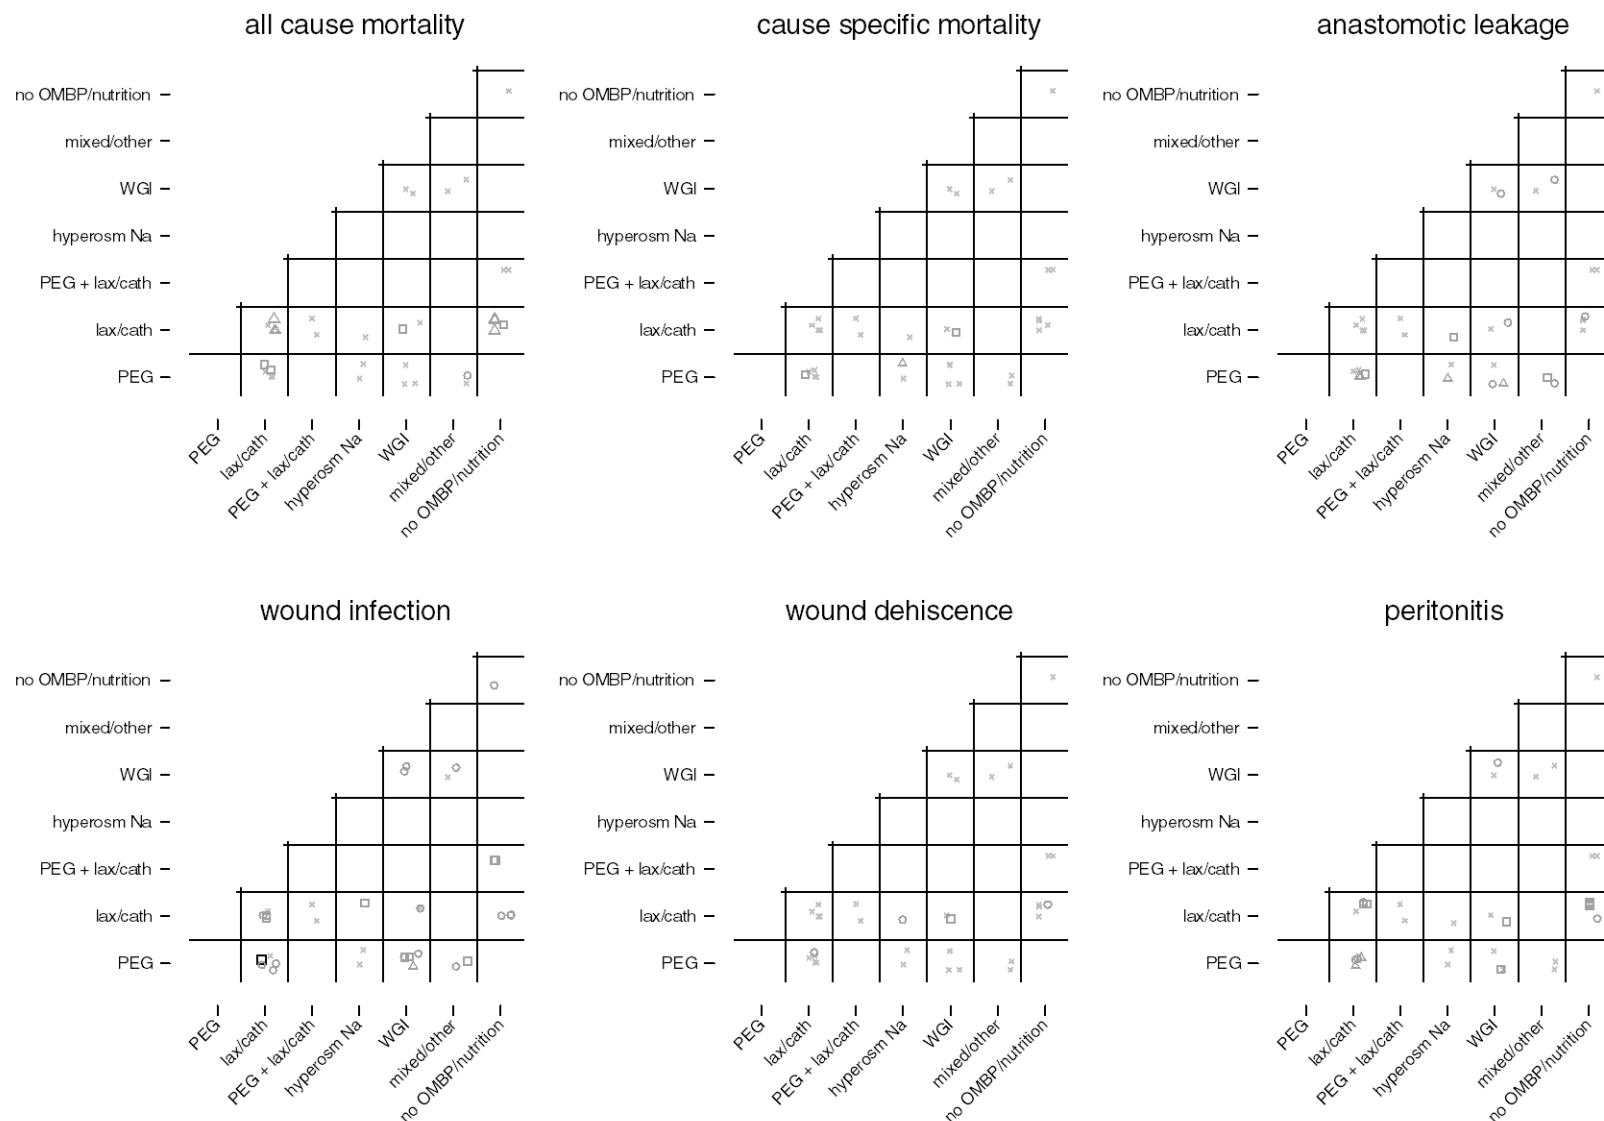 all cause mortality
no OMBP/nutrition
mixed/other
WGI
hyperosm Na
PEG + lax/cath
lax/cath
PEG
PEG
lax/cath
PEG + lax/cath
hyperosm Na
WGI
mixed/other
no OMBP/nutrition
cause specific mortality
no OMBP/nutrition
mixed/other
WGI
hyperosm Na
PEG + lax/cath
lax/cath
PEG
PEG
lax/cath
PEG + lax/cath
hyperosm Na
WGI
mixed/other
no OMBP/nutrition
anastomotic leakage
no OMBP/nutrition
mixed/other
WGI
hyperosm Na
PEG + lax/cath
lax/cath
PEG
PEG
lax/cath
PEG + lax/cath
hyperosm Na
WGI
mixed/other
no OMBP/nutrition
wound infection
no OMBP/nutrition
mixed/other
WGI
hyperosm Na
PEG + lax/cath
lax/cath
PEG
PEG
lax/cath
PEG + lax/cath
hyperosm Na
WGI
mixed/other
no OMBP/nutrition
wound dehiscence
no OMBP/nutrition
mixed/other
WGI
hyperosm Na
PEG + lax/cath
lax/cath
PEG
PEG
lax/cath
PEG + lax/cath
hyperosm Na
WGI
mixed/other
no OMBP/nutrition
peritonitis
no OMBP/nutrition
mixed/other
WGI
hyperosm Na
PEG + lax/cath
lax/cath
PEG
PEG
lax/cath
PEG + lax/cath
hyperosm Na
WGI
mixed/other
no OMBP/nutrition